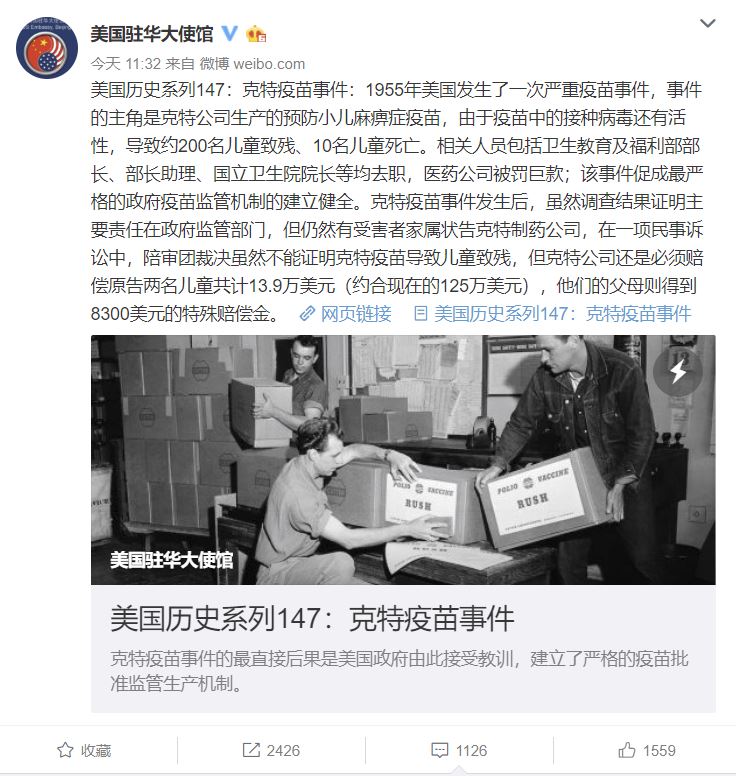 美国驻华大使馆
今天 11:32 来自 微博 weibo.com
美国历史系列147：克特疫苗事件：1955年美国发生了一次严重疫苗事件，事件
的主角是克特公司生产的预防小儿麻痹症疫苗，由于疫苗中的接种病毒还有活
性，导致约200名儿童致残、10名儿童死亡。相关人员包括卫生教育及福利部部
长、部长助理、国立卫生院院长等均去职，医药公司被罚巨款；该事件促成最严
格的政府疫苗监管机制的建立健全。克特疫苗事件发生后，虽然调查结果证明主
要责任在政府监管部门，但仍然有受害者家属状告克特制药公司，在一项民事诉
讼中，陪审团裁决虽然不能证明克特疫苗导致儿童致残，但克特公司还是必须赔
偿原告两名儿童共计13.9万美元（约合现在的125万美元），他们的父母则得到
8300美元的特殊赔偿金。 网页链接 美国历史系列147：克特疫苗事件
POLIO VACCINE
RUSH
POLIO VACCINE
RUSH
美国驻华大使馆
美国历史系列147：克特疫苗事件
克特疫苗事件的最直接后果是美国政府由此接受教训，建立了严格的疫苗批
准监管生产机制。
收藏 2426 1126 1559